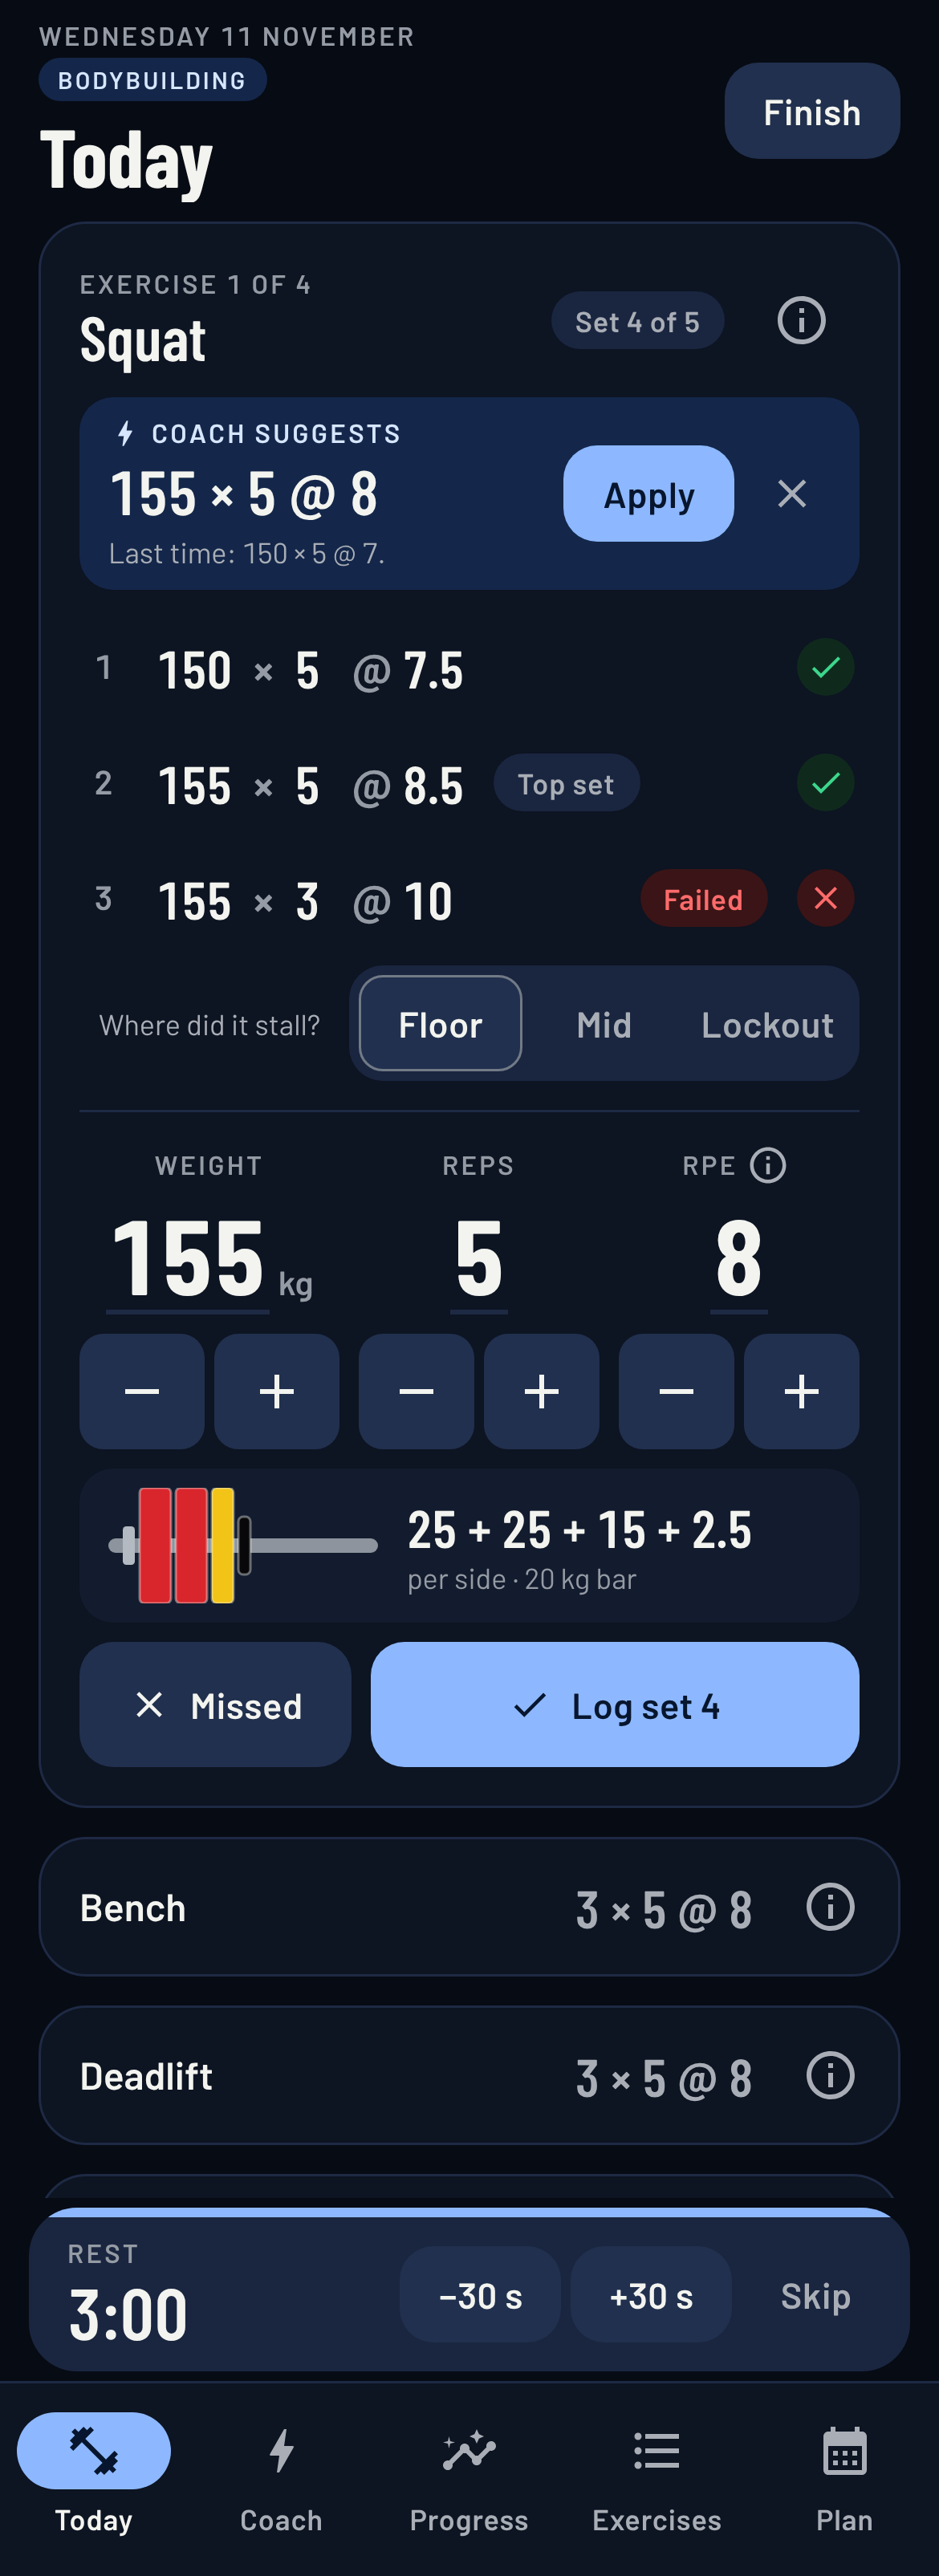 WEDNESDAY 11 NOVEMBER
BODYBUILDING
Today
Finish
EXERCISE 1 OF 4
Squat
Set 4 of 5
COACH SUGGESTS
155 × 5 @ 8
Last time: 150 × 5 @ 7.
Apply
1 150 × 5 @ 7.5
2 155 × 5 @ 8.5 Top set
3 155 × 3 @ 10 Failed
Where did it stall? Floor Mid Lockout
WEIGHT REPS RPE
155 kg 5 8
25 + 25 + 15 + 2.5
per side · 20 kg bar
Missed Log set 4
Bench 3 × 5 @ 8
Deadlift 3 × 5 @ 8
REST
3:00
−30 s +30 s Skip
Today Coach Progress Exercises Plan